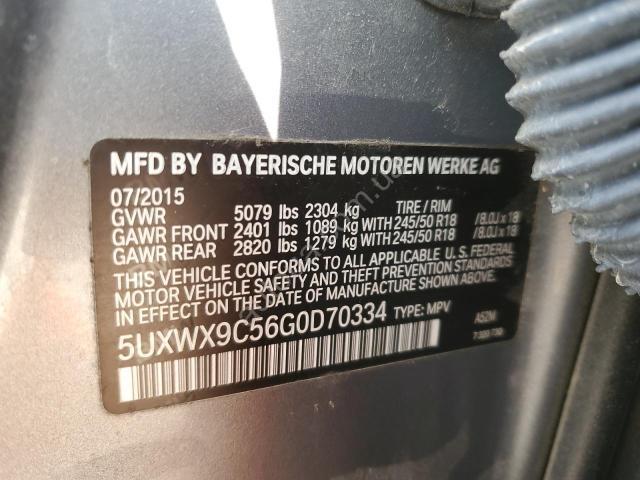 MFD BY BAYERISCHE MOTOREN WERKE AG
07/2015
GVWR 5079 lbs 2304 kg TIRE / RIM
GAWR FRONT 2401 lbs 1089 kg WITH 245/50 R18 /8.0J x 18
GAWR REAR 2820 lbs 1279 kg WITH 245/50 R18 /8.0J x 18
THIS VEHICLE CONFORMS TO ALL APPLICABLE U. S. FEDERAL
MOTOR VEHICLE SAFETY AND THEFT PREVENTION STANDARDS
IN EFFECT ON THE DATE OF MANUFACTURE SHOWN ABOVE.
5UXWX9C56G0D70334 TYPE: MPV A52M